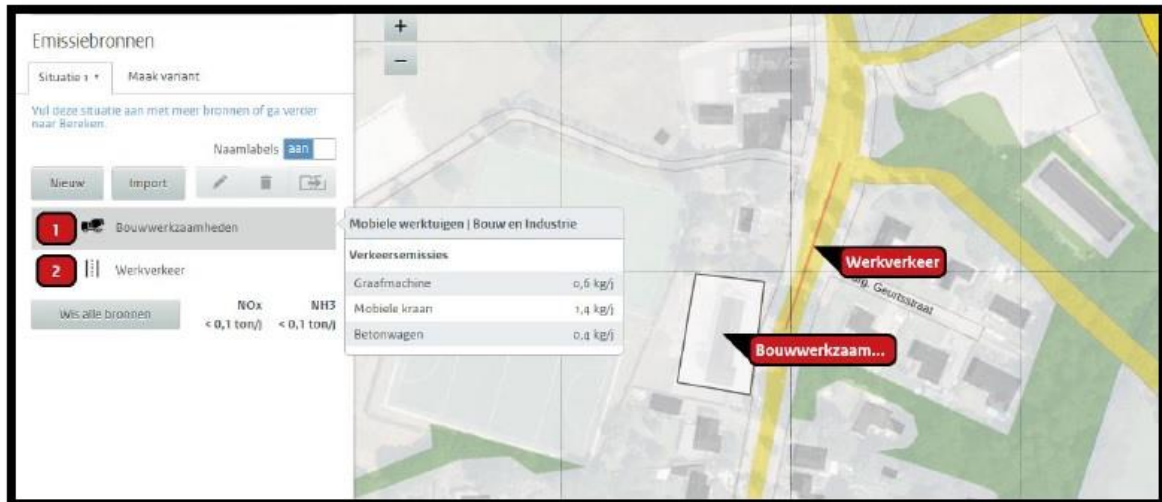 Emissiebronnen
Situatie 1
Maak variant
Vul deze situatie aan met meer bronnen of ga verder
naar Bereken.
Naamlabels aan
Nieuw
Import
1 Bouwwerkzaamheden
2 Werkverkeer
NOx NH3
Wis alle bronnen < 0,1 ton/j < 0,1 ton/j
Mobiele werktuigen | Bouw en Industrie
Verkeersemissies
Graafmachine 0,6 kg/j
Mobiele kraan 1,4 kg/j
Betonwagen 0,4 kg/j
+
−
Werkverkeer
rg. Geurtsstraat
Bouwwerkzaam...